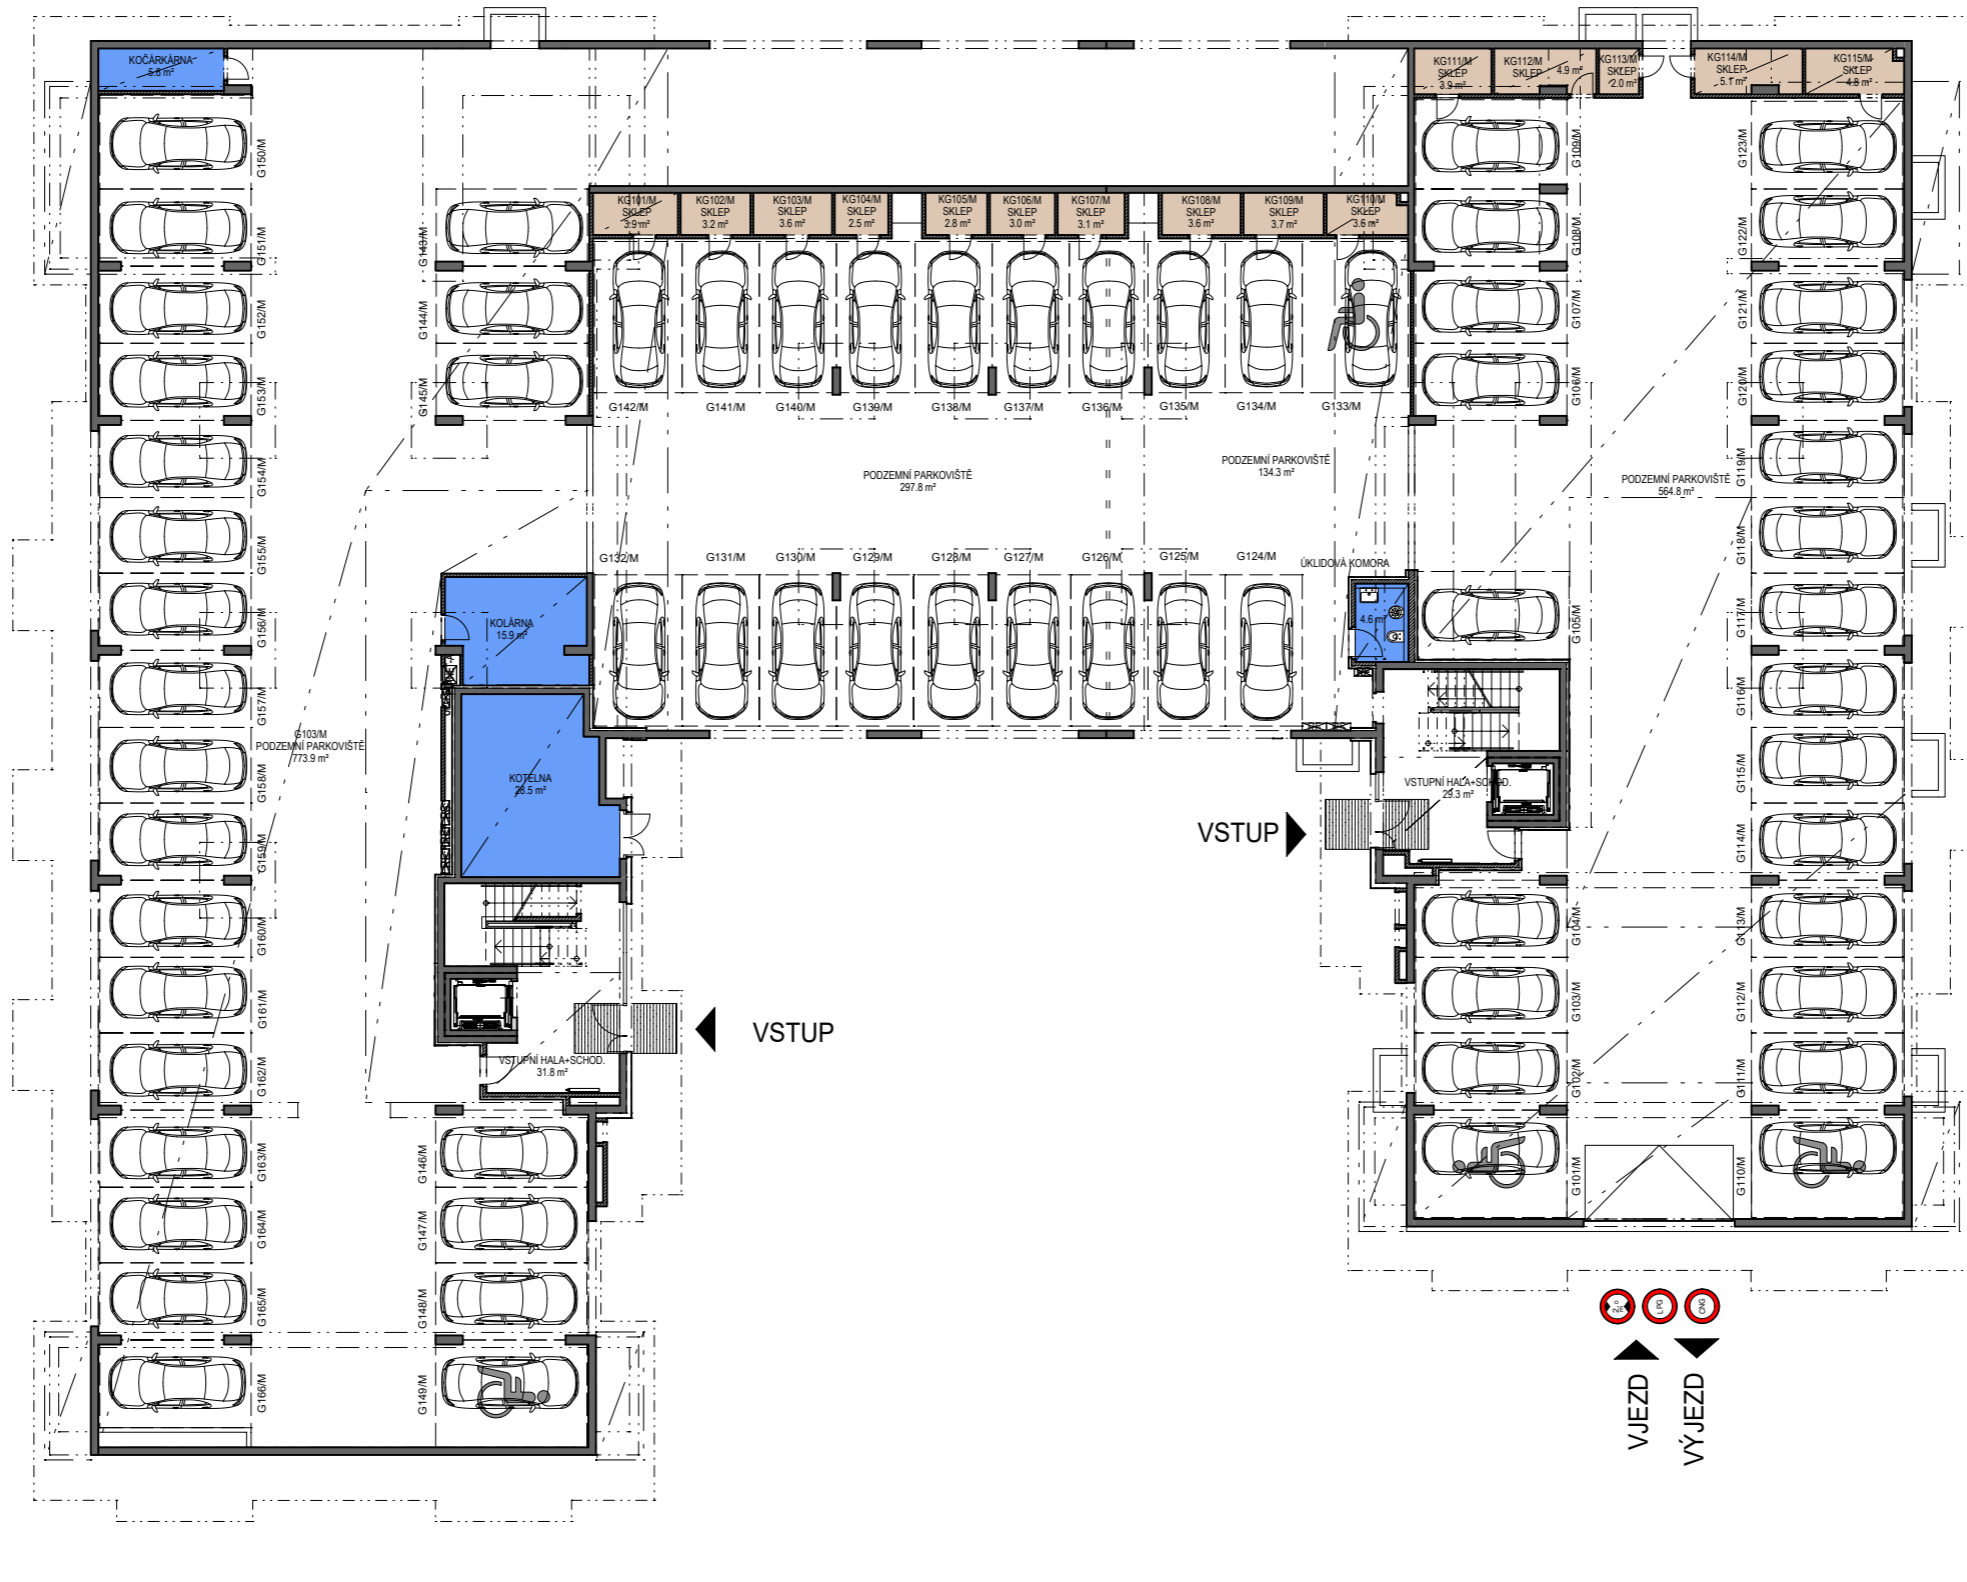 KOČÁRKÁRNA
5.8 m²
KG111/M
SKLEP
3.9 m²
KG112/M
SKLEP
4.9 m²
KG113/M
SKLEP
2.0 m²
KG114/M
SKLEP
5.1 m²
KG115/M
SKLEP
4.8 m²
KG101/M
SKLEP
3.9 m²
KG102/M
SKLEP
3.2 m²
KG103/M
SKLEP
3.6 m²
KG104/M
SKLEP
2.5 m²
KG105/M
SKLEP
2.8 m²
KG106/M
SKLEP
3.0 m²
KG107/M
SKLEP
3.1 m²
KG108/M
SKLEP
3.6 m²
KG109/M
SKLEP
3.7 m²
KG110/M
SKLEP
3.6 m²
G150/M
G151/M
G152/M
G153/M
G154/M
G155/M
G156/M
G157/M
G158/M
G159/M
G160/M
G161/M
G162/M
G163/M
G164/M
G165/M
G166/M
G143/M
G144/M
G145/M
G146/M
G147/M
G148/M
G149/M
G142/M
G141/M
G140/M
G139/M
G138/M
G137/M
G136/M
G135/M
G134/M
G133/M
PODZEMNÍ PARKOVIŠTĚ
297.8 m²
PODZEMNÍ PARKOVIŠTĚ
134.3 m²
PODZEMNÍ PARKOVIŠTĚ
564.8 m²
G132/M
G131/M
G130/M
G129/M
G128/M
G127/M
G126/M
G125/M
G124/M
ÚKLIDOVÁ KOMORA
4.6 m²
KOLÁRNA
15.9 m²
G103/M
PODZEMNÍ PARKOVIŠTĚ
773.9 m²
KOTELNA
28.5 m²
VSTUPNÍ HALA+SCHOD.
29.3 m²
VSTUP
VSTUP
VSTUPNÍ HALA+SCHOD.
31.8 m²
G109/M
G108/M
G107/M
G106/M
G105/M
G104/M
G103/M
G102/M
G101/M
G123/M
G122/M
G121/M
G120/M
G119/M
G118/M
G117/M
G116/M
G115/M
G114/M
G113/M
G112/M
G111/M
G110/M
LPG
CNG
VJEZD
VÝJEZD